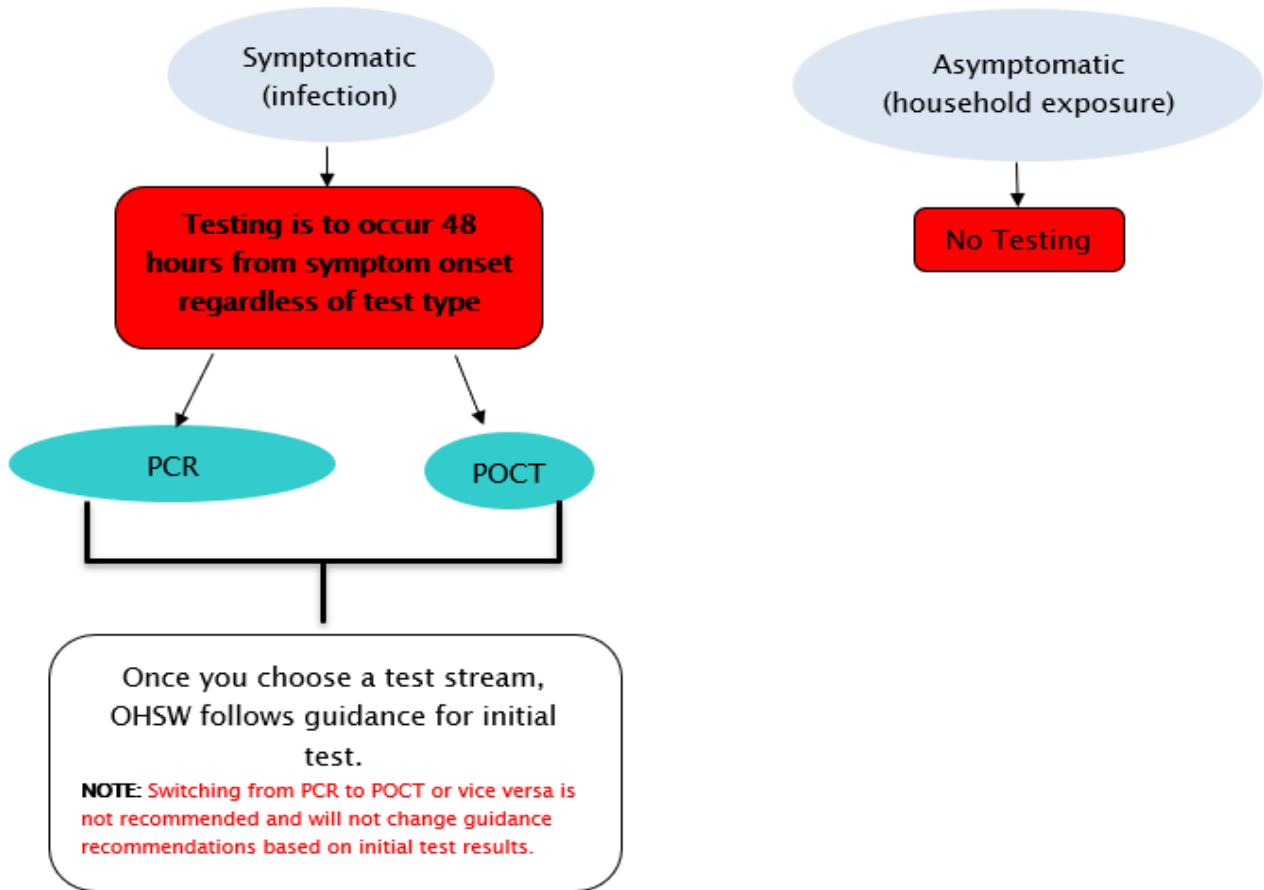 Symptomatic
(infection)
Asymptomatic
(household exposure)
Testing is to occur 48
hours from symptom onset
regardless of test type
No Testing
PCR
POCT
Once you choose a test stream,
OHSW follows guidance for initial
test.
NOTE: Switching from PCR to POCT or vice versa is
not recommended and will not change guidance
recommendations based on initial test results.